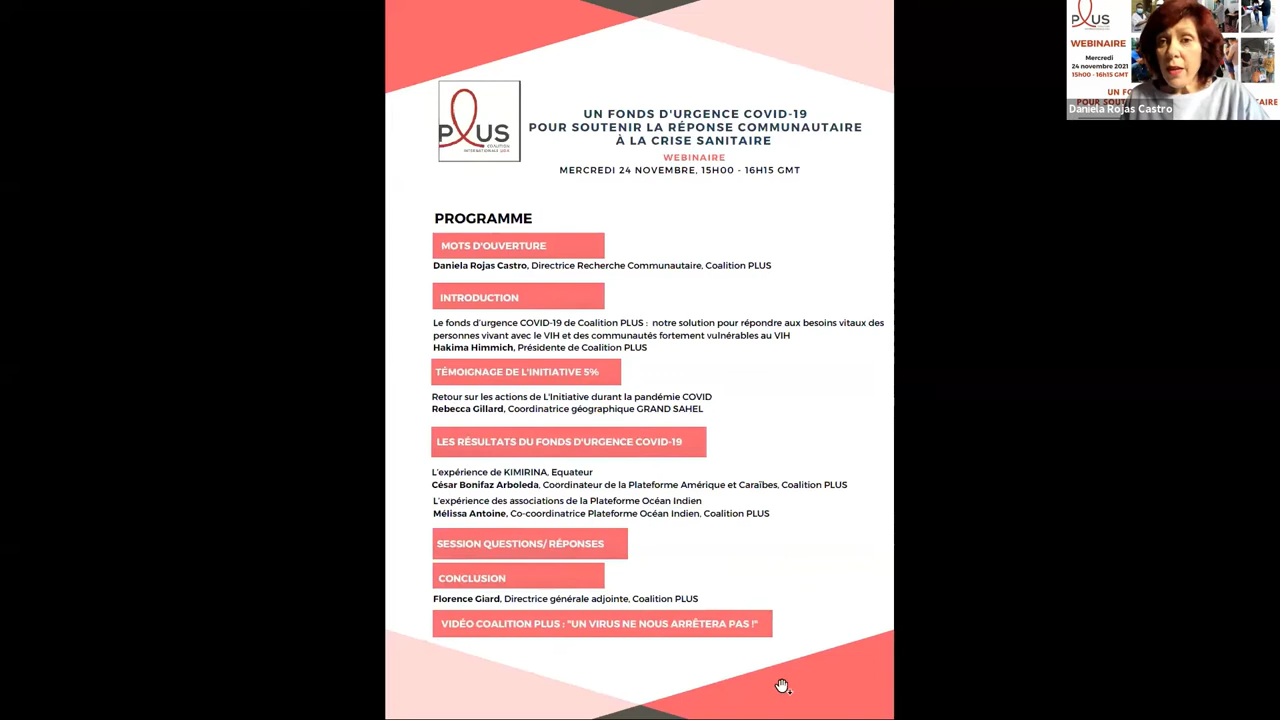 PLUS
COALITION
INTERNATIONALE SIDA
UN FONDS D'URGENCE COVID-19
POUR SOUTENIR LA RÉPONSE COMMUNAUTAIRE
À LA CRISE SANITAIRE
WEBINAIRE
MERCREDI 24 NOVEMBRE, 15H00 - 16H15 GMT
PROGRAMME
MOTS D'OUVERTURE
Daniela Rojas Castro, Directrice Recherche Communautaire, Coalition PLUS
INTRODUCTION
Le fonds d'urgence COVID-19 de Coalition PLUS : notre solution pour répondre aux besoins vitaux des
personnes vivant avec le VIH et des communautés fortement vulnérables au VIH
Hakima Himmich, Présidente de Coalition PLUS
TÉMOIGNAGE DE L'INITIATIVE 5%
Retour sur les actions de L'Initiative durant la pandémie COVID
Rebecca Gillard, Coordinatrice géographique GRAND SAHEL
LES RÉSULTATS DU FONDS D'URGENCE COVID-19
L'expérience de KIMIRINA, Equateur
César Bonifaz Arboleda, Coordinateur de la Plateforme Amérique et Caraïbes, Coalition PLUS
L'expérience des associations de la Plateforme Océan Indien
Mélissa Antoine, Co-coordinatrice Plateforme Océan Indien, Coalition PLUS
SESSION QUESTIONS/ RÉPONSES
CONCLUSION
Florence Giard, Directrice générale adjointe, Coalition PLUS
VIDÉO COALITION PLUS : "UN VIRUS NE NOUS ARRÊTERA PAS !"
PLUS
WEBINAIRE
Mercredi
24 novembre 2021
15h00 - 16h15 GMT
UN FO
POUR SOUT
TAIRE
Daniela Rojas Castro